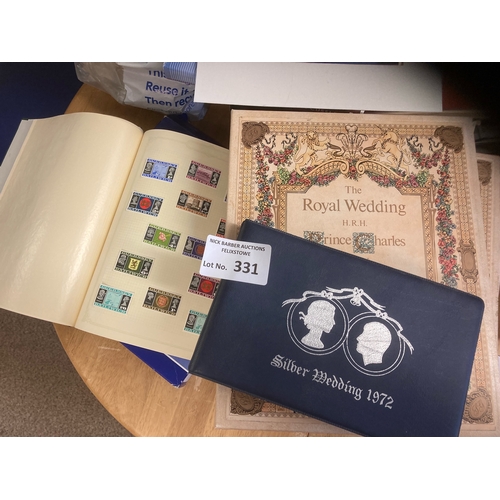 Reuse it
Then rec
The
Royal Wedding
H.R.H.
Prince Charles
NICK BARBER AUCTIONS
FELIXSTOWE
Lot No. 331
Silver Wedding 1972